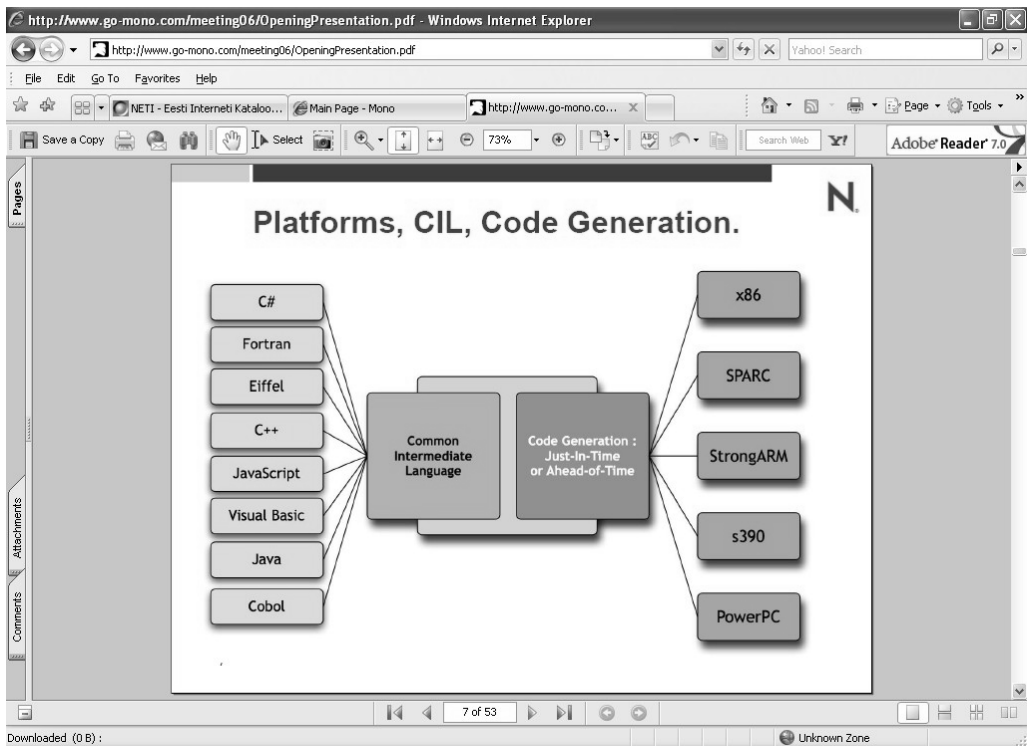 http://www.go-mono.com/meeting06/OpeningPresentation.pdf - Windows Internet Explorer
http://www.go-mono.com/meeting06/OpeningPresentation.pdf
Yahoo! Search
File Edit Go To Favorites Help
NETI - Eesti Interneti Kataloo...
Main Page - Mono
http://www.go-mono.co...
Page
Tools
Save a Copy
Select
73%
Search Web
Y!
Adobe Reader 7.0
Pages
Attachments
Comments
N
Platforms, CIL, Code Generation.
C#
Fortran
Eiffel
C++
JavaScript
Visual Basic
Java
Cobol
Common
Intermediate
Language
Code Generation :
Just-In-Time
or Ahead-of-Time
x86
SPARC
StrongARM
s390
PowerPC
7 of 53
Downloaded (0 B) :
Unknown Zone